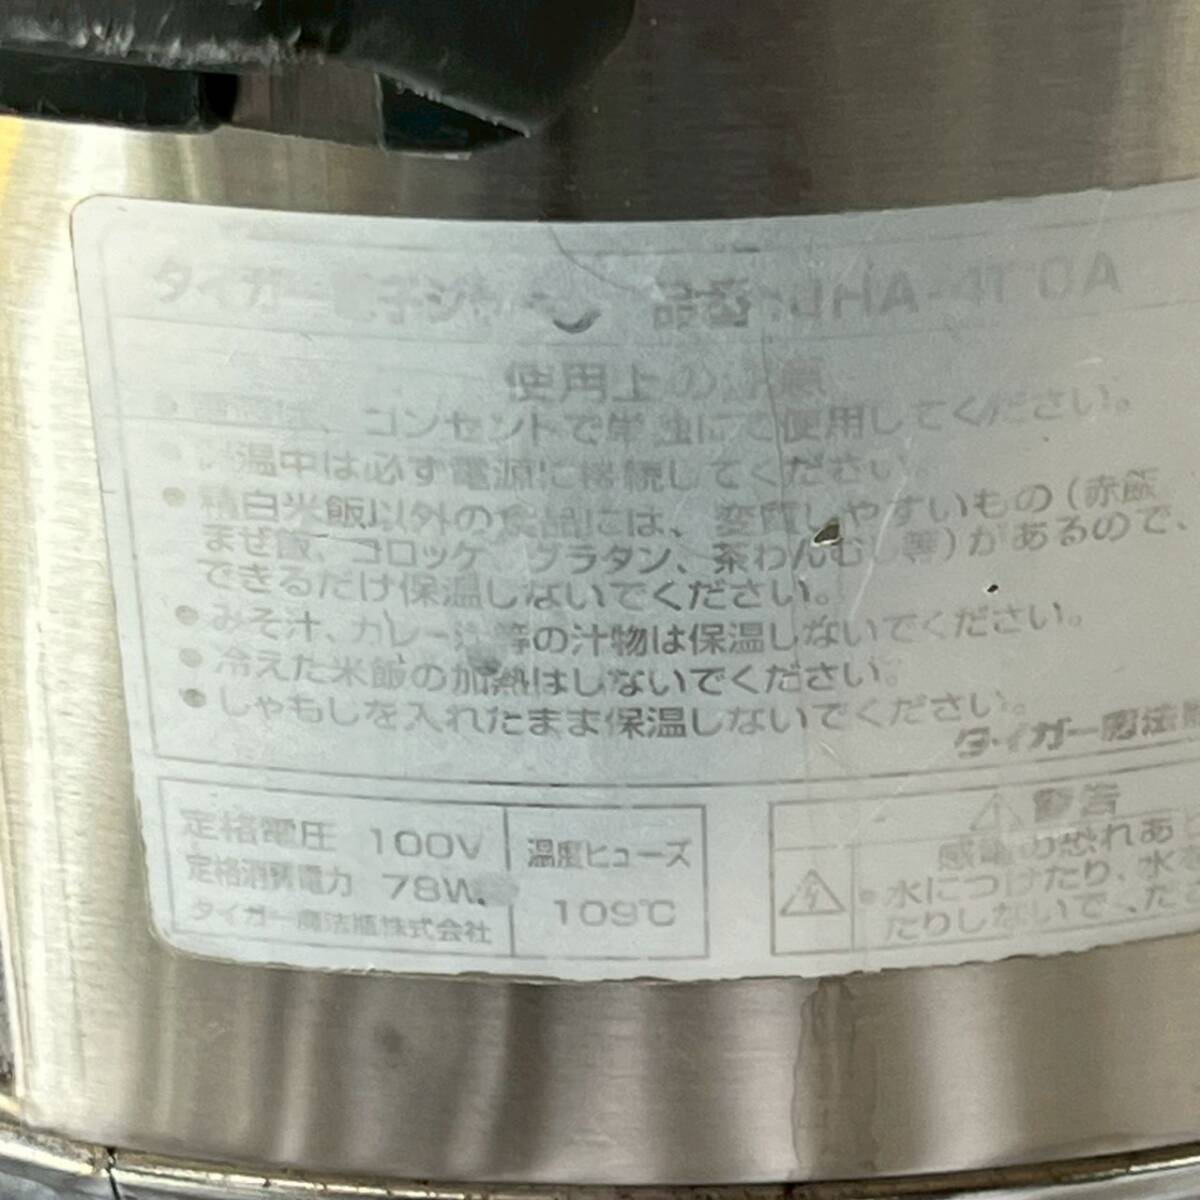 タイガー電子ジャー 品番:JHA-4
使用上の注意
は、コンセントで単独にて使用してください。
保温中は必ず電源に接続してください。
● 精白米飯以外の食品には、変質しやすいもの(赤飯
まぜ飯、コロッケ、グラタン、茶わんむし等)があるので、
できるだけ保温しないでください。
● みそ汁、カレー汁等の汁物は保温しないでください。
● 冷えた米飯の加熱はしないでください。
● しゃもじを入れたまま保温しないでください。
タイガー魔法
定格電圧 100V
定格消費電力 78W
タイガー魔法瓶株式会社
温度ヒューズ
109℃
警告
感電の恐れあ
● 水につけたり、水を
たりしないで